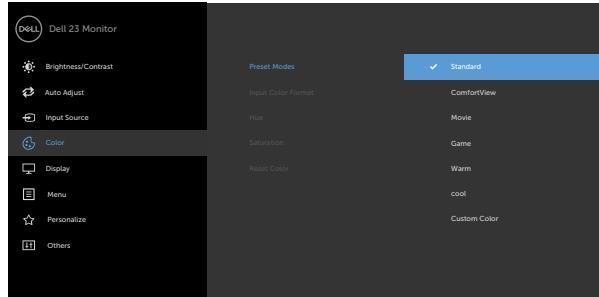 DELL Dell 23 Monitor
Brightness/Contrast
Auto Adjust
Input Source
Color
Display
Menu
Personalize
Others
Preset Modes
Input Color Format
Hue
Saturation
Reset Color
Standard
ComfortView
Movie
Game
Warm
cool
Custom Color